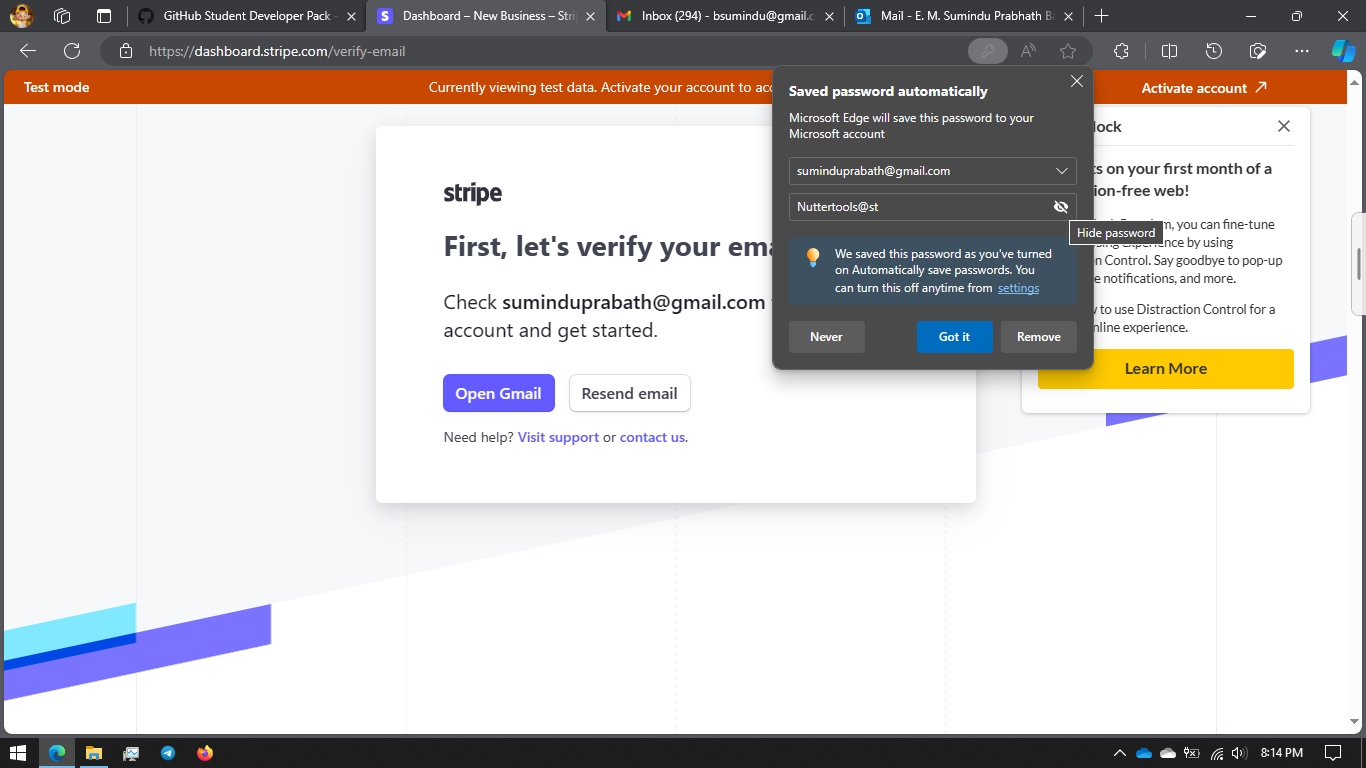 GitHub Student Developer Pack -
Dashboard – New Business – Stri
Inbox (294) - bsumindu@gmail.c
Mail - E. M. Sumindu Prabhath Ba
https://dashboard.stripe.com/verify-email
Test mode
Currently viewing test data. Activate your account to acc
Activate account
stripe
First, let's verify your ema
Check suminduprabath@gmail.com
account and get started.
Open Gmail
Resend email
Need help? Visit support or contact us.
Saved password automatically
Microsoft Edge will save this password to your
Microsoft account
suminduprabath@gmail.com
Nuttertools@st
Hide password
We saved this password as you've turned
on Automatically save passwords. You
can turn this off anytime from settings
Never
Got it
Remove
lock
ts on your first month of a
ion-free web!
m, you can fine-tune
ing experience by using
on Control. Say goodbye to pop-up
e notifications, and more.
y to use Distraction Control for a
nline experience.
Learn More
8:14 PM